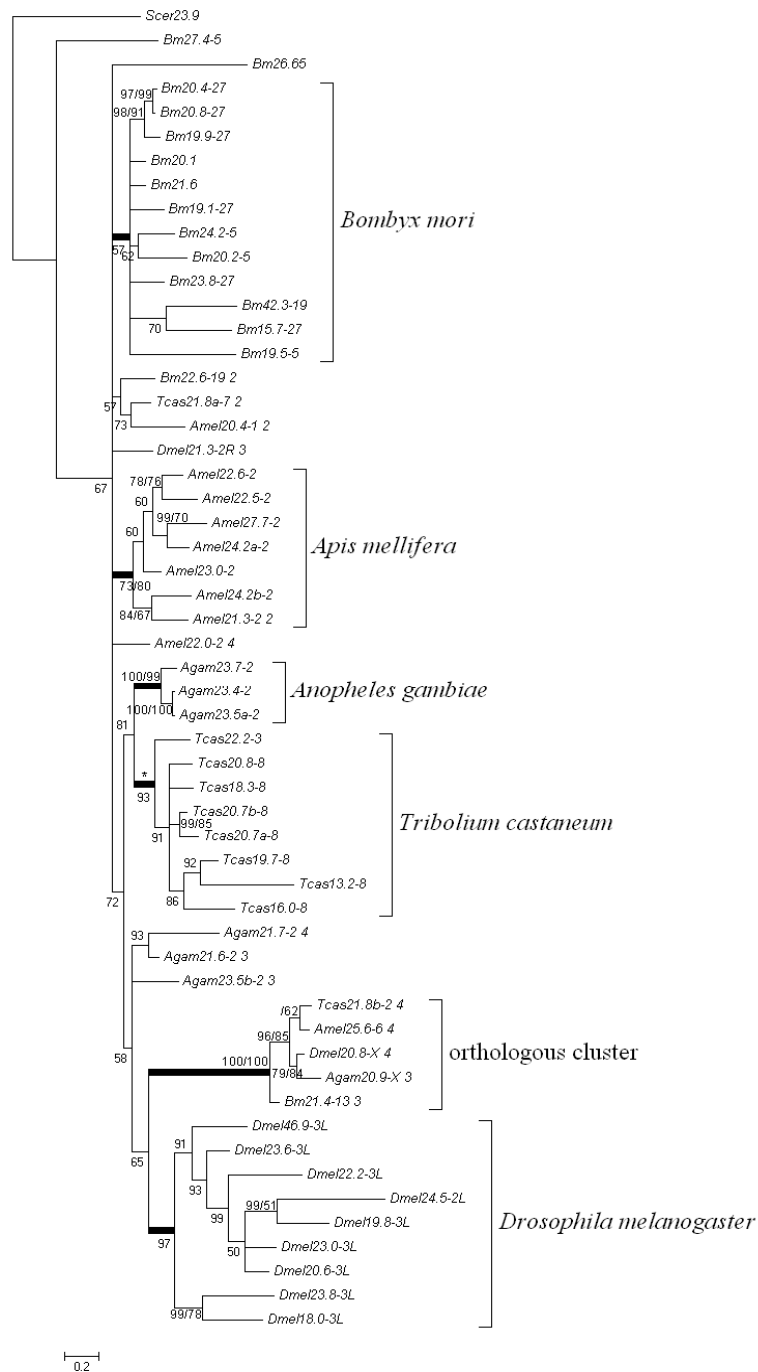 Scer23.9
Bm27.4-5
Bm26.65
97/99
Bm20.4-27
98/91
Bm20.8-27
Bm19.9-27
Bm20.1
Bm21.6
Bm19.1-27
Bombyx mori
Bm24.2-5
57
62
Bm20.2-5
Bm23.8-27
Bm42.3-19
70
Bm15.7-27
Bm19.5-5
Bm22.6-19 2
57
Tcas21.8a-7 2
73
Amel20.4-1 2
Dmel21.3-2R 3
67
Amel22.6-2
78/76
Amel22.5-2
60
99/70
Amel27.7-2
60
Amel24.2a-2
Apis mellifera
Amel23.0-2
73/80
Amel24.2b-2
84/67
Amel21.3-2 2
Amel22.0-2 4
Agam23.7-2
100/99
Agam23.4-2
Anopheles gambiae
100/100
Agam23.5a-2
81
Tcas22.2-3
Tcas20.8-8
*
93
Tcas18.3-8
Tcas20.7b-8
99/85
Tribolium castaneum
91
Tcas20.7a-8
92
Tcas19.7-8
Tcas13.2-8
72
86
Tcas16.0-8
93
Agam21.7-2 4
Agam21.6-2 3
Agam23.5b-2 3
Tcas21.8b-2 4
/62
Amel25.6-6 4
96/85
58
Dmel20.8-X 4
orthologous cluster
100/100
79/84
Agam20.9-X 3
Bm21.4-13 3
Dmel46.9-3L
91
Dmel23.6-3L
65
93
Dmel22.2-3L
Dmel24.5-2L
99
99/51
Dmel19.8-3L
Drosophila melanogaster
97
50
Dmel23.0-3L
Dmel20.6-3L
Dmel23.8-3L
99/78
Dmel18.0-3L
0.2